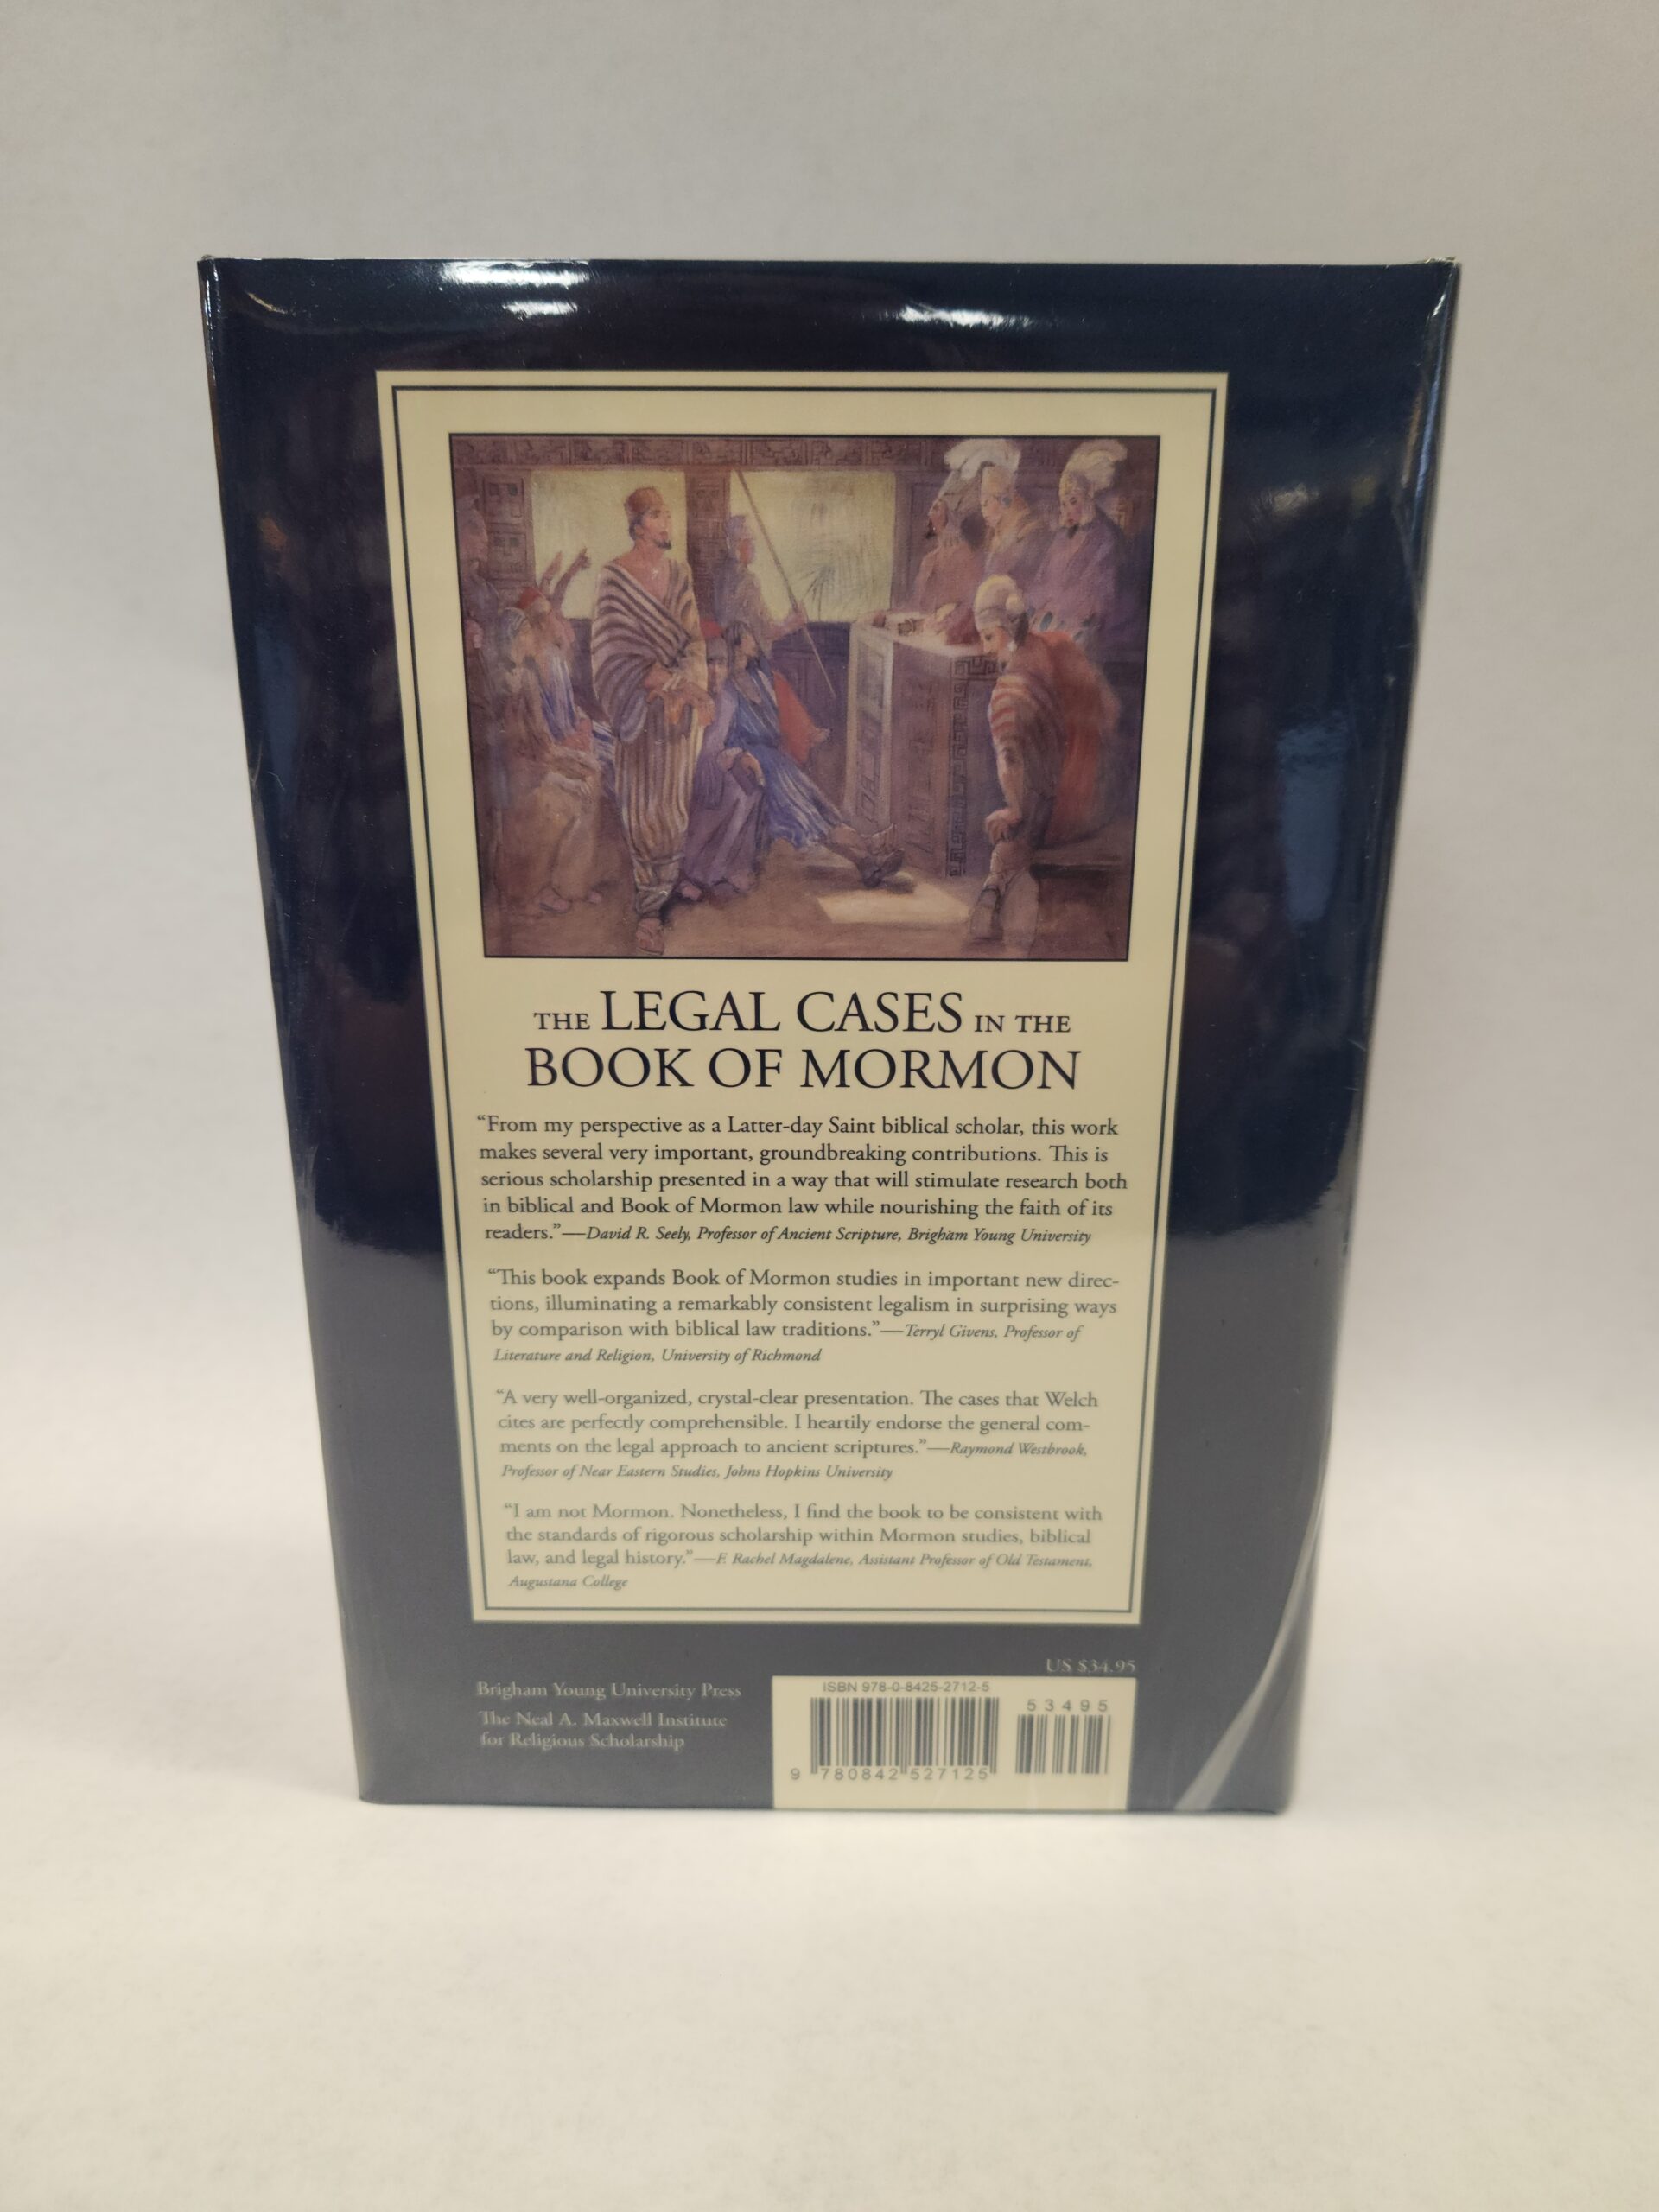 THE LEGAL CASES IN THE
BOOK OF MORMON
“From my perspective as a Latter-day Saint biblical scholar, this work
makes several very important, groundbreaking contributions. This is
serious scholarship presented in a way that will stimulate research both
in biblical and Book of Mormon law while nourishing the faith of its
readers.”—David R. Seely, Professor of Ancient Scripture, Brigham Young University
“This book expands Book of Mormon studies in important new direc-
tions, illuminating a remarkably consistent legalism in surprising ways
by comparison with biblical law traditions.”—Terryl Givens, Professor of
Literature and Religion, University of Richmond
“A very well-organized, crystal-clear presentation. The cases that Welch
cites are perfectly comprehensible. I heartily endorse the general com-
ments on the legal approach to ancient scriptures.”—Raymond Westbrook,
Professor of Near Eastern Studies, Johns Hopkins University
“I am not Mormon. Nonetheless, I find the book to be consistent with
the standards of rigorous scholarship within Mormon studies, biblical
law, and legal history.”—F. Rachel Magdalene, Assistant Professor of Old Testament,
Augustana College
Brigham Young University Press
The Neal A. Maxwell Institute
for Religious Scholarship
US $34.95
ISBN 978-0-8425-2712-5
53495
9 780842 527125